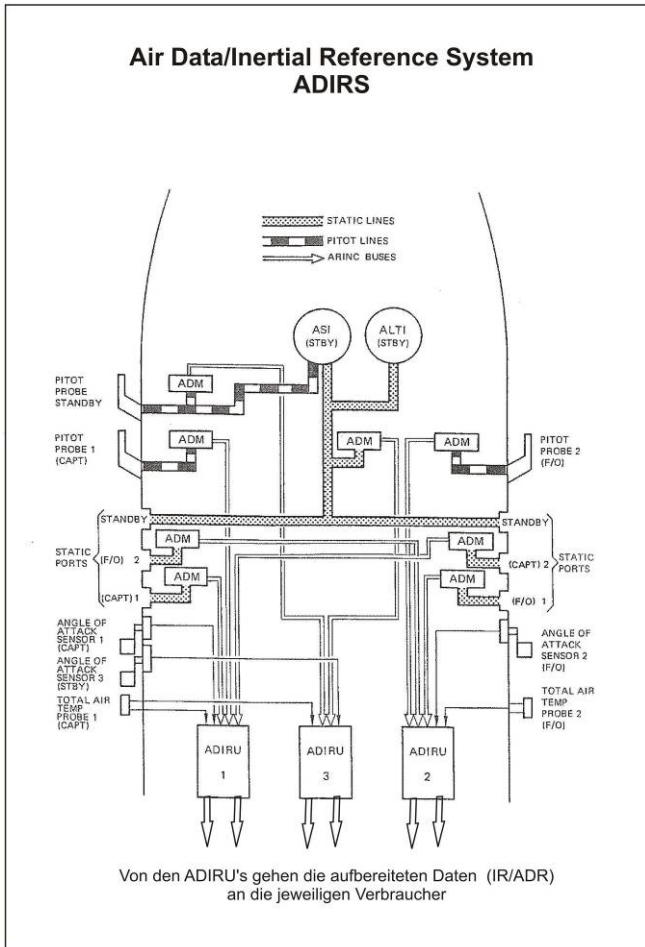 Air Data/Inertial Reference System
ADIRS
STATIC LINES
PITOT LINES
ARINC BUSES
ASI
(STBY)
ALTI
(STBY)
PITOT
PROBE
STANDBY
ADM
PITOT
PROBE 1
(CAPT)
ADM
ADM
ADM
PITOT
PROBE 2
(F/O)
STANDBY
STANDBY
STATIC
PORTS
(F/O) 2
(CAPT) 1
ADM
ADM
ADM
ADM
(CAPT) 2
(F/O) 1
STATIC
PORTS
ANGLE OF
ATTACK
SENSOR 1
(CAPT)
ANGLE OF
ATTACK
SENSOR 3
(STBY)
TOTAL AIR
TEMP
PROBE 1
(CAPT)
ANGLE OF
ATTACK
SENSOR 2
(F/O)
TOTAL AIR
TEMP
PROBE 2
(F/O)
ADIRU
1
ADIRU
3
ADIRU
2
Von den ADIRU's gehen die aufbereiteten Daten (IR/ADR)
an die jeweiligen Verbraucher